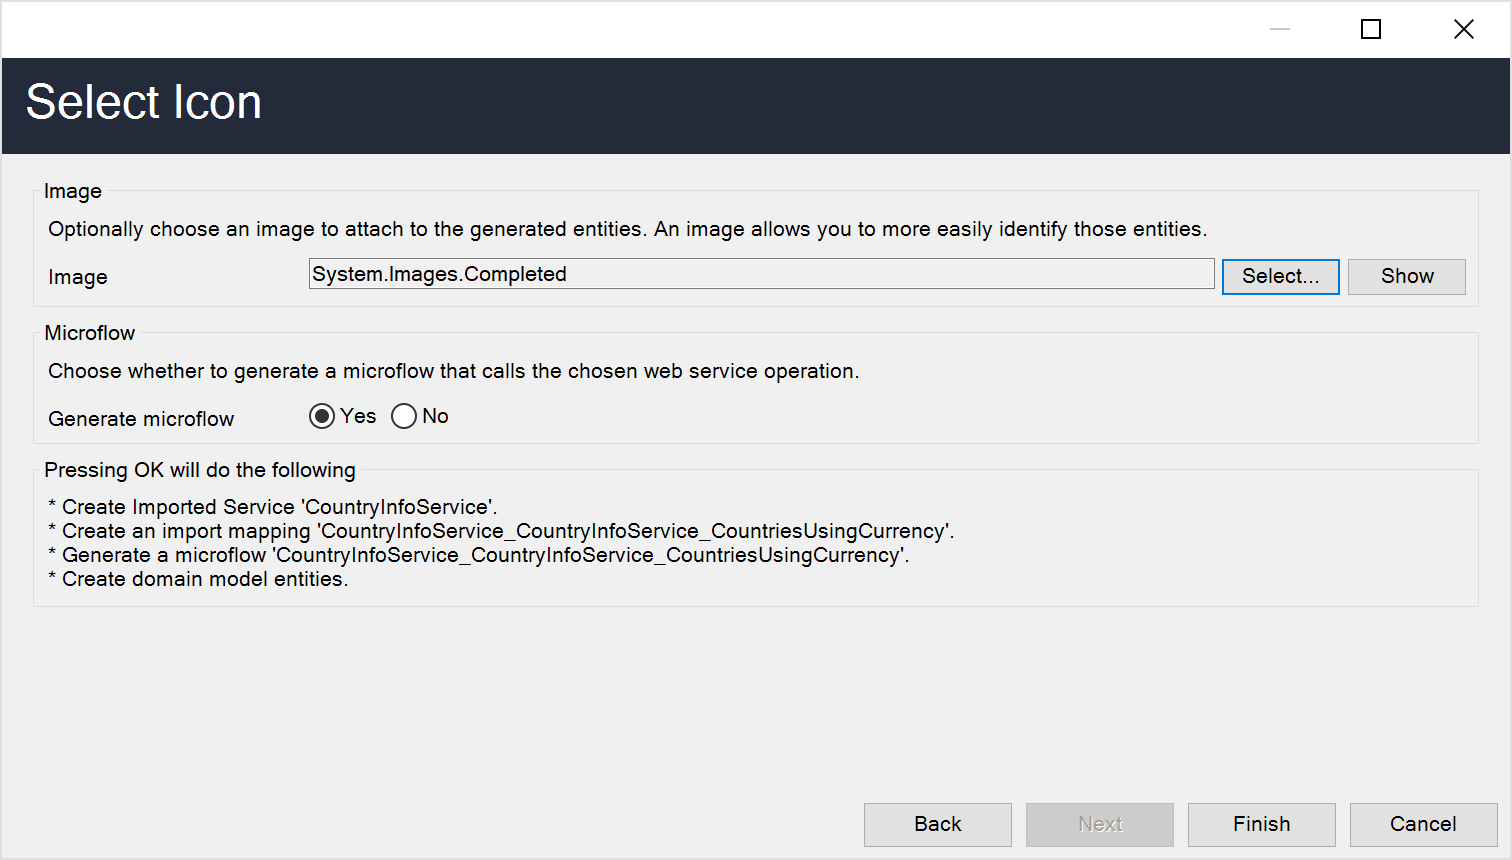 Select Icon
Image
Optionally choose an image to attach to the generated entities. An image allows you to more easily identify those entities.
Image System.Images.Completed Select... Show
Microflow
Choose whether to generate a microflow that calls the chosen web service operation.
Generate microflow Yes No
Pressing OK will do the following
* Create Imported Service 'CountryInfoService'.
* Create an import mapping 'CountryInfoService_CountryInfoService_CountriesUsingCurrency'.
* Generate a microflow 'CountryInfoService_CountryInfoService_CountriesUsingCurrency'.
* Create domain model entities.
Back Next Finish Cancel